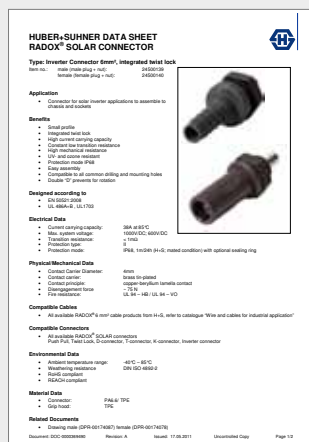 HUBER+SUHNER DATA SHEET
RADOX® SOLAR CONNECTOR
Type: Inverter Connector 6mm², integrated twist lock
Item no.: male (male plug + nut): 24500138
female (female plug + nut): 24500140
Application
• Connector for solar inverter applications to assemble to
chassis and sockets
Benefits
• Small profile
• Integrated twist lock
• High current carrying capacity
• Constant low transition resistance
• High mechanical resistance
• UV- and ozone resistant
• Protection mode IP68
• Easy assembly
• Compatible to all common drilling and mounting holes
• Double "D" prevents for rotation
Designed according to
• EN 50521:2008
• UL 486A+B, UL1703
Electrical Data
• Current carrying capacity: 38A at 85°C
• Max. system voltage: 1000V/DC; 600V/DC
• Transition resistance: < 1mΩ
• Protection type: II
• Protection mode: IP68, 1m/24h (H+S; mated condition) with optional sealing ring
Physical/Mechanical Data
• Contact Carrier Diameter: 4mm
• Contact carrier: brass tin-plated
• Contact principle: copper-beryllium lamella contact
• Disengagement force ~ 75 N
• Fire resistance: UL 94 – HB / UL 94 – VO
Compatible Cables
• All available RADOX® 6 mm² cable products from H+S, refer to catalogue "Wire and cables for industrial application"
Compatible Connectors
• All available RADOX® SOLAR connectors
Push Pull, Twist Lock, D-connector, T-connector, K-connector, Inverter connector
Environmental Data
• Ambient temperature range: -40°C – 85°C
• Weathering resistance DIN ISO 4892-2
• RoHS compliant
• REACH compliant
Material Data
• Connector: PA6.6/ TPE
• Grip hood: TPE
Related Documents
• Drawing male (DPR-00174087) female (DPR-00174078)
Document: DOC-0000369490 Revision: A Issued: 17.05.2011 Uncontrolled Copy Page 1/2